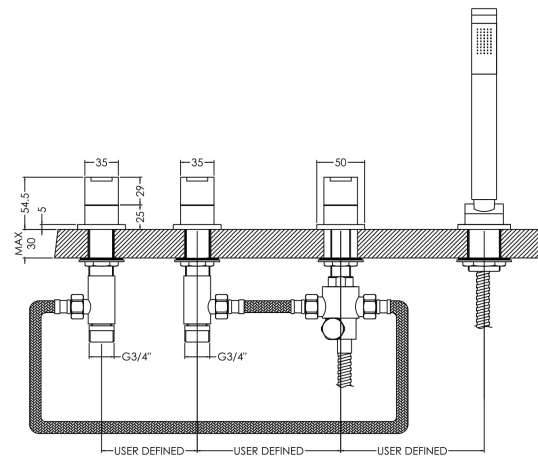 35
35
50
54.5
5
29
25
MAX
30
G3/4"
G3/4"
USER DEFINED
USER DEFINED
USER DEFINED